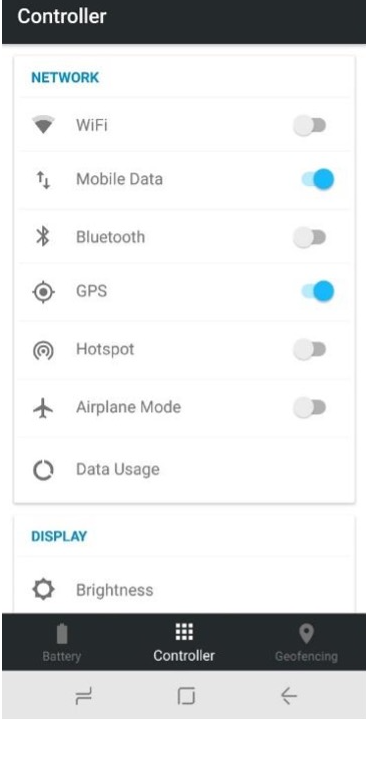 Controller
NETWORK
WiFi
Mobile Data
Bluetooth
GPS
Hotspot
Airplane Mode
Data Usage
DISPLAY
Brightness
Battery
Controller
Geofencing